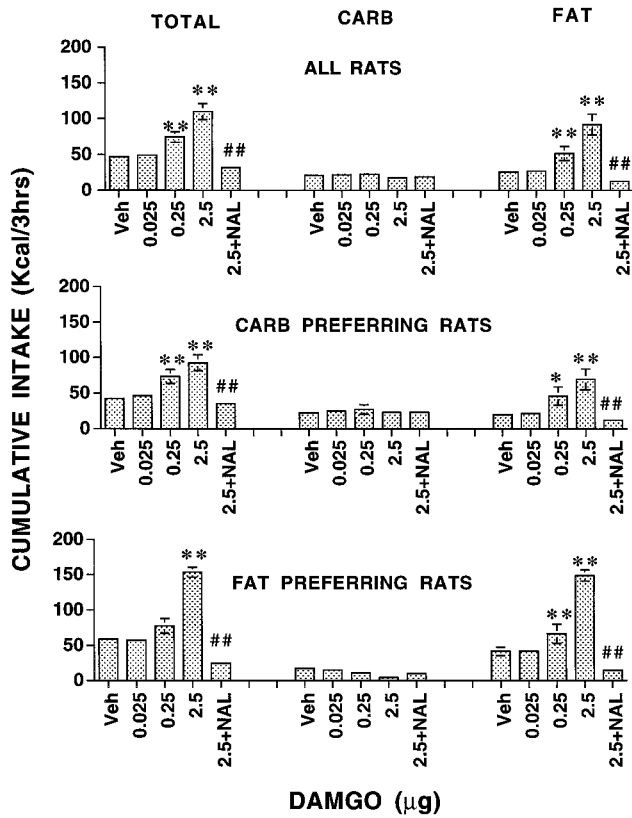 TOTAL CARB FAT
CUMULATIVE INTAKE (Kcal/3hrs)
ALL RATS
200
150
100
50
0
** ** ##
** ** ##
Veh 0.025 0.25 2.5 2.5+NAL Veh 0.025 0.25 2.5 2.5+NAL Veh 0.025 0.25 2.5 2.5+NAL
CARB PREFERRING RATS
200
150
100
50
0
** ** ##
* ** ##
Veh 0.025 0.25 2.5 2.5+NAL Veh 0.025 0.25 2.5 2.5+NAL Veh 0.025 0.25 2.5 2.5+NAL
FAT PREFERRING RATS
200
150
100
50
0
** ##
** ** ##
Veh 0.025 0.25 2.5 2.5+NAL Veh 0.025 0.25 2.5 2.5+NAL Veh 0.025 0.25 2.5 2.5+NAL
DAMGO (μg)